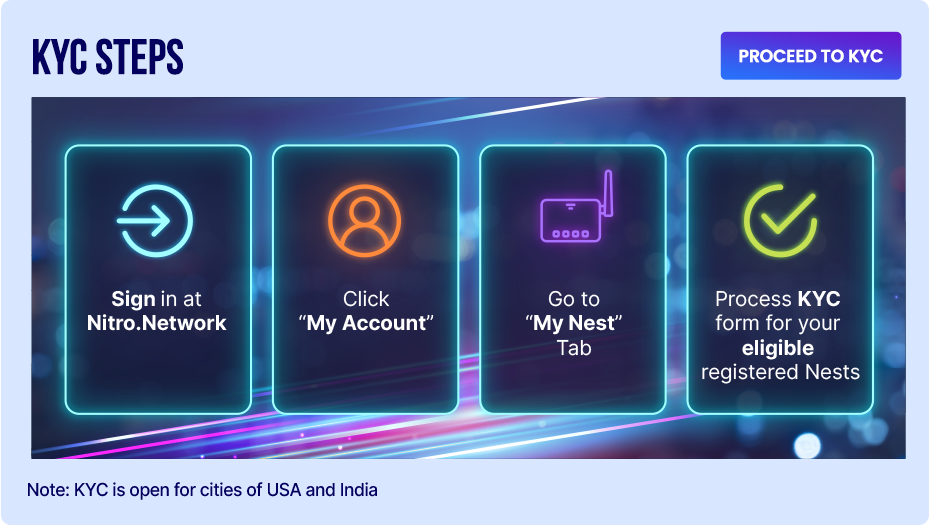 KYC STEPS
PROCEED TO KYC
Sign in at
Nitro.Network
Click
“My Account”
Go to
“My Nest”
Tab
Process KYC
form for your
eligible
registered Nests
Note: KYC is open for cities of USA and India